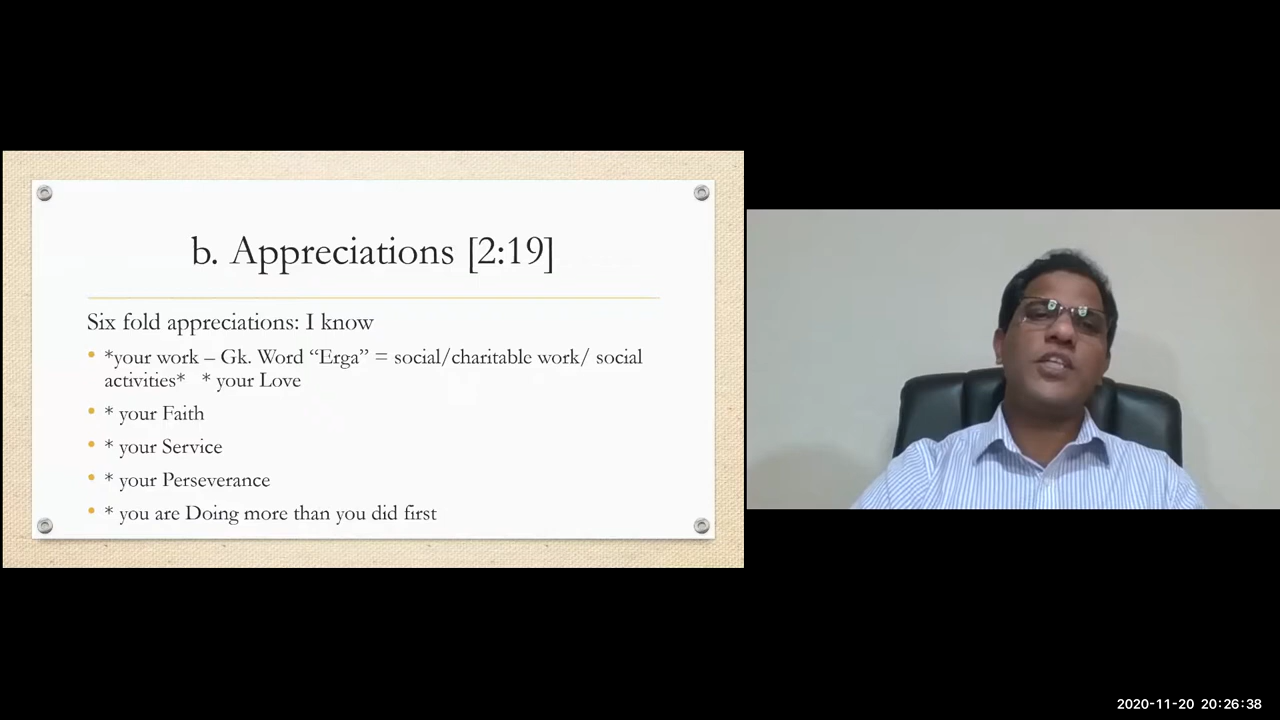 b. Appreciations [2:19]
Six fold appreciations: I know
• *your work – Gk. Word “Erga” = social/charitable work/ social
activities* * your Love
• * your Faith
• * your Service
• * your Perseverance
• * you are Doing more than you did first
2020-11-20 20:26:38